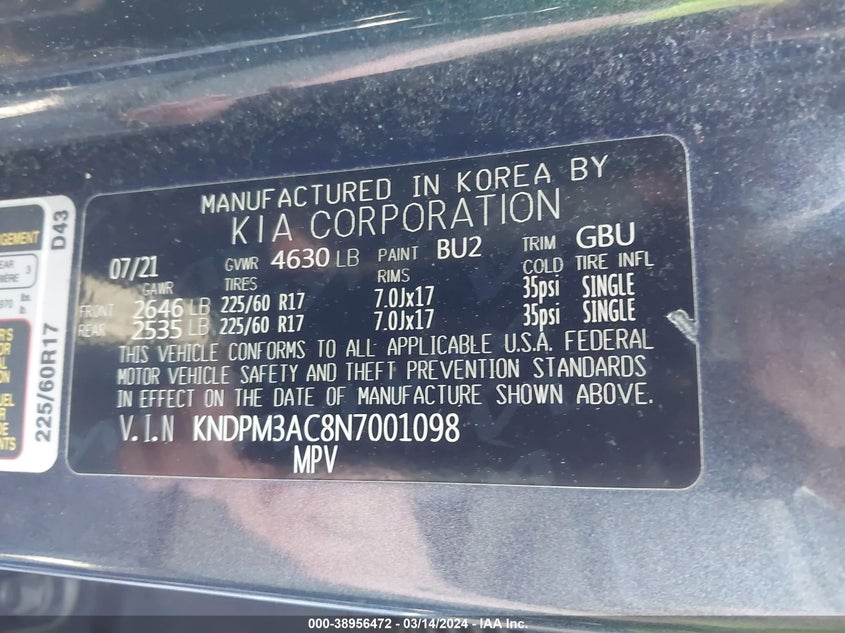 MANUFACTURED IN KOREA BY
KIA CORPORATION
07/21 GVWR 4630 LB PAINT BU2 TRIM GBU
GAWR TIRES RIMS COLD TIRE INFL
FRONT 2646 LB 225/60 R17 7.0Jx17 35psi SINGLE
REAR 2535 LB 225/60 R17 7.0Jx17 35psi SINGLE
THIS VEHICLE CONFORMS TO ALL APPLICABLE U.S.A. FEDERAL
MOTOR VEHICLE SAFETY AND THEFT PREVENTION STANDARDS
IN EFFECT ON THE DATE OF MANUFACTURE SHOWN ABOVE.
V.I.N KNDPM3AC8N7001098
MPV
225/60R17 D43
000-38956472 - 03/14/2024 - IAA Inc.